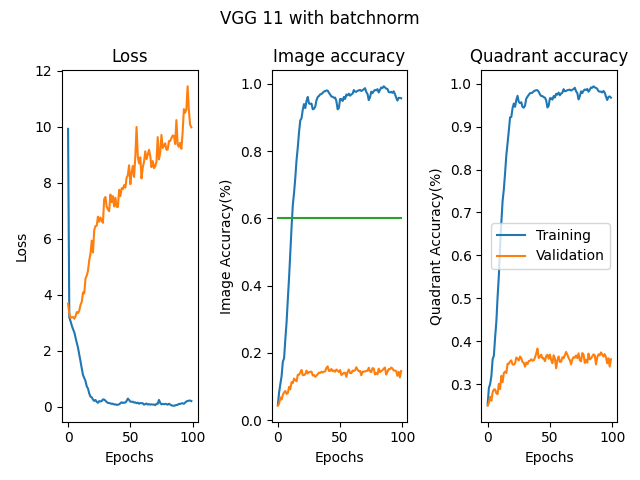 VGG 11 with batchnorm
Loss
Image accuracy
Quadrant accuracy
Loss
12
10
8
6
4
2
0
0
50
100
Epochs
Image Accuracy(%)
1.0
0.8
0.6
0.4
0.2
0.0
0
50
100
Epochs
Quadrant Accuracy(%)
1.0
0.9
0.8
0.7
0.6
0.5
0.4
0.3
Training
Validation
0
50
100
Epochs